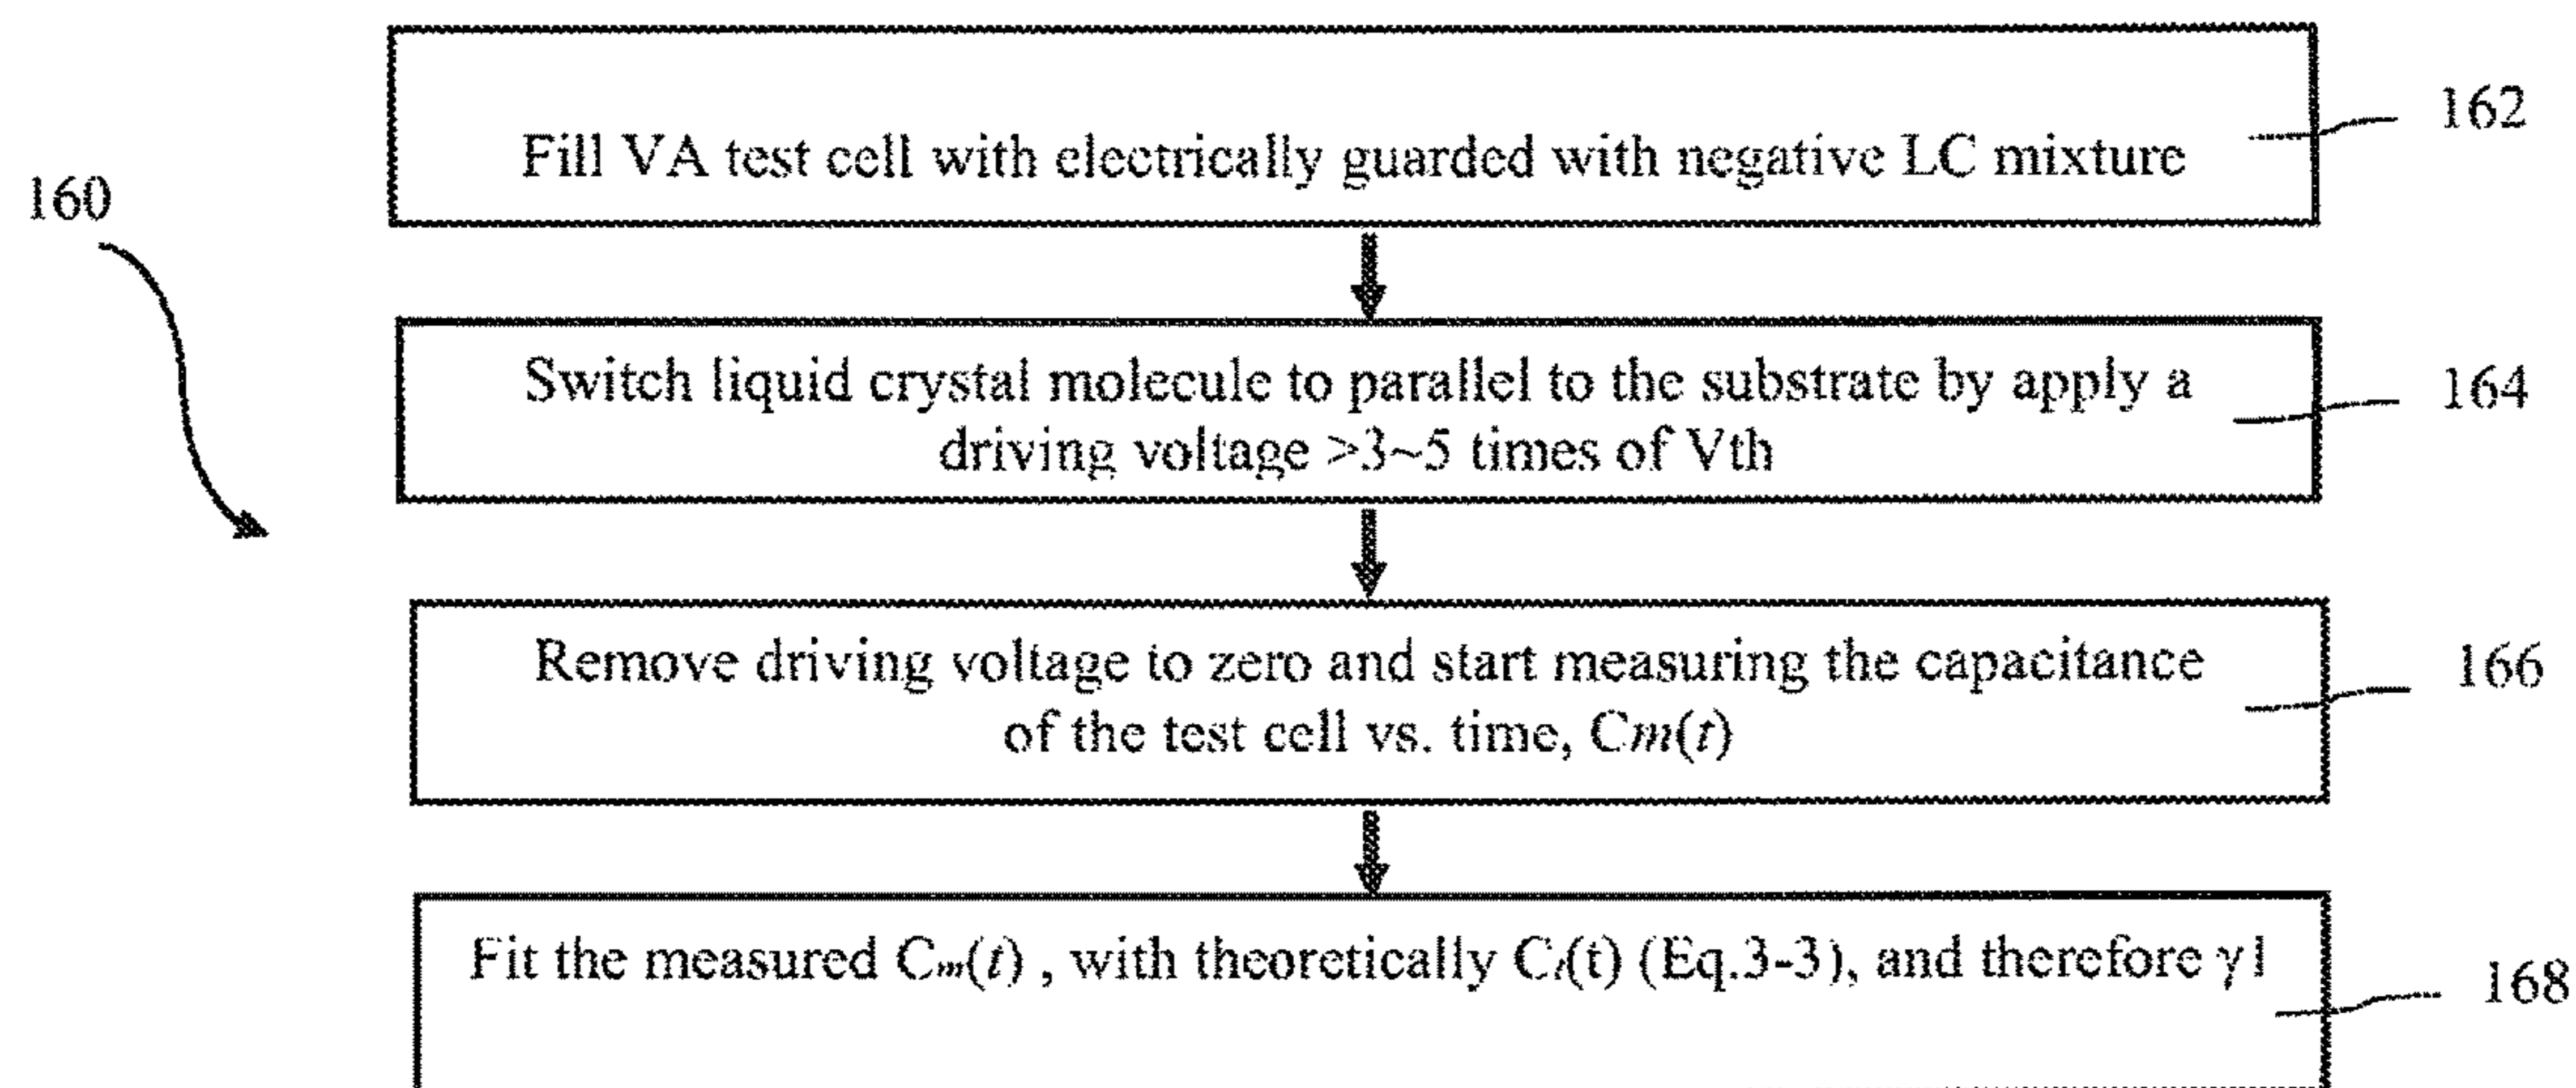 160
Fill VA test cell with electrically guarded with negative LC mixture
162
Switch liquid crystal molecule to parallel to the substrate by apply a
driving voltage >3~5 times of Vth
164
Remove driving voltage to zero and start measuring the capacitance
of the test cell vs. time, Cm(t)
166
Fit the measured Cm(t) , with theoretically Ct(t) (Eq.3-3), and therefore γ1
168